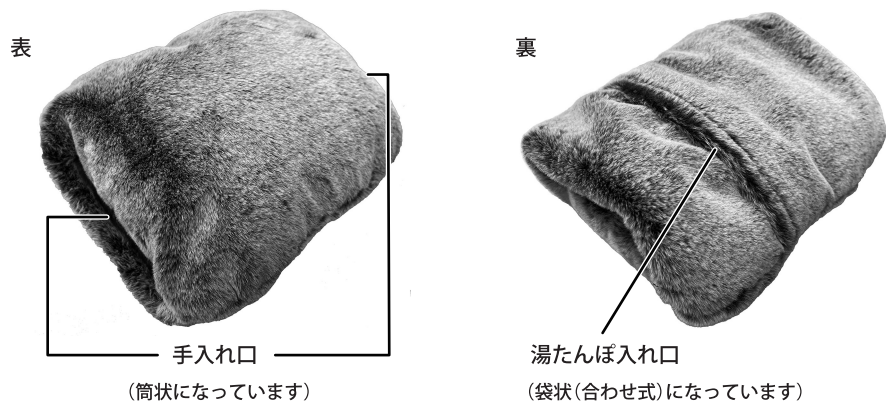 表
手入れ口
（筒状になっています）
裏
湯たんぽ入れ口
（袋状（合わせ式）になっています）